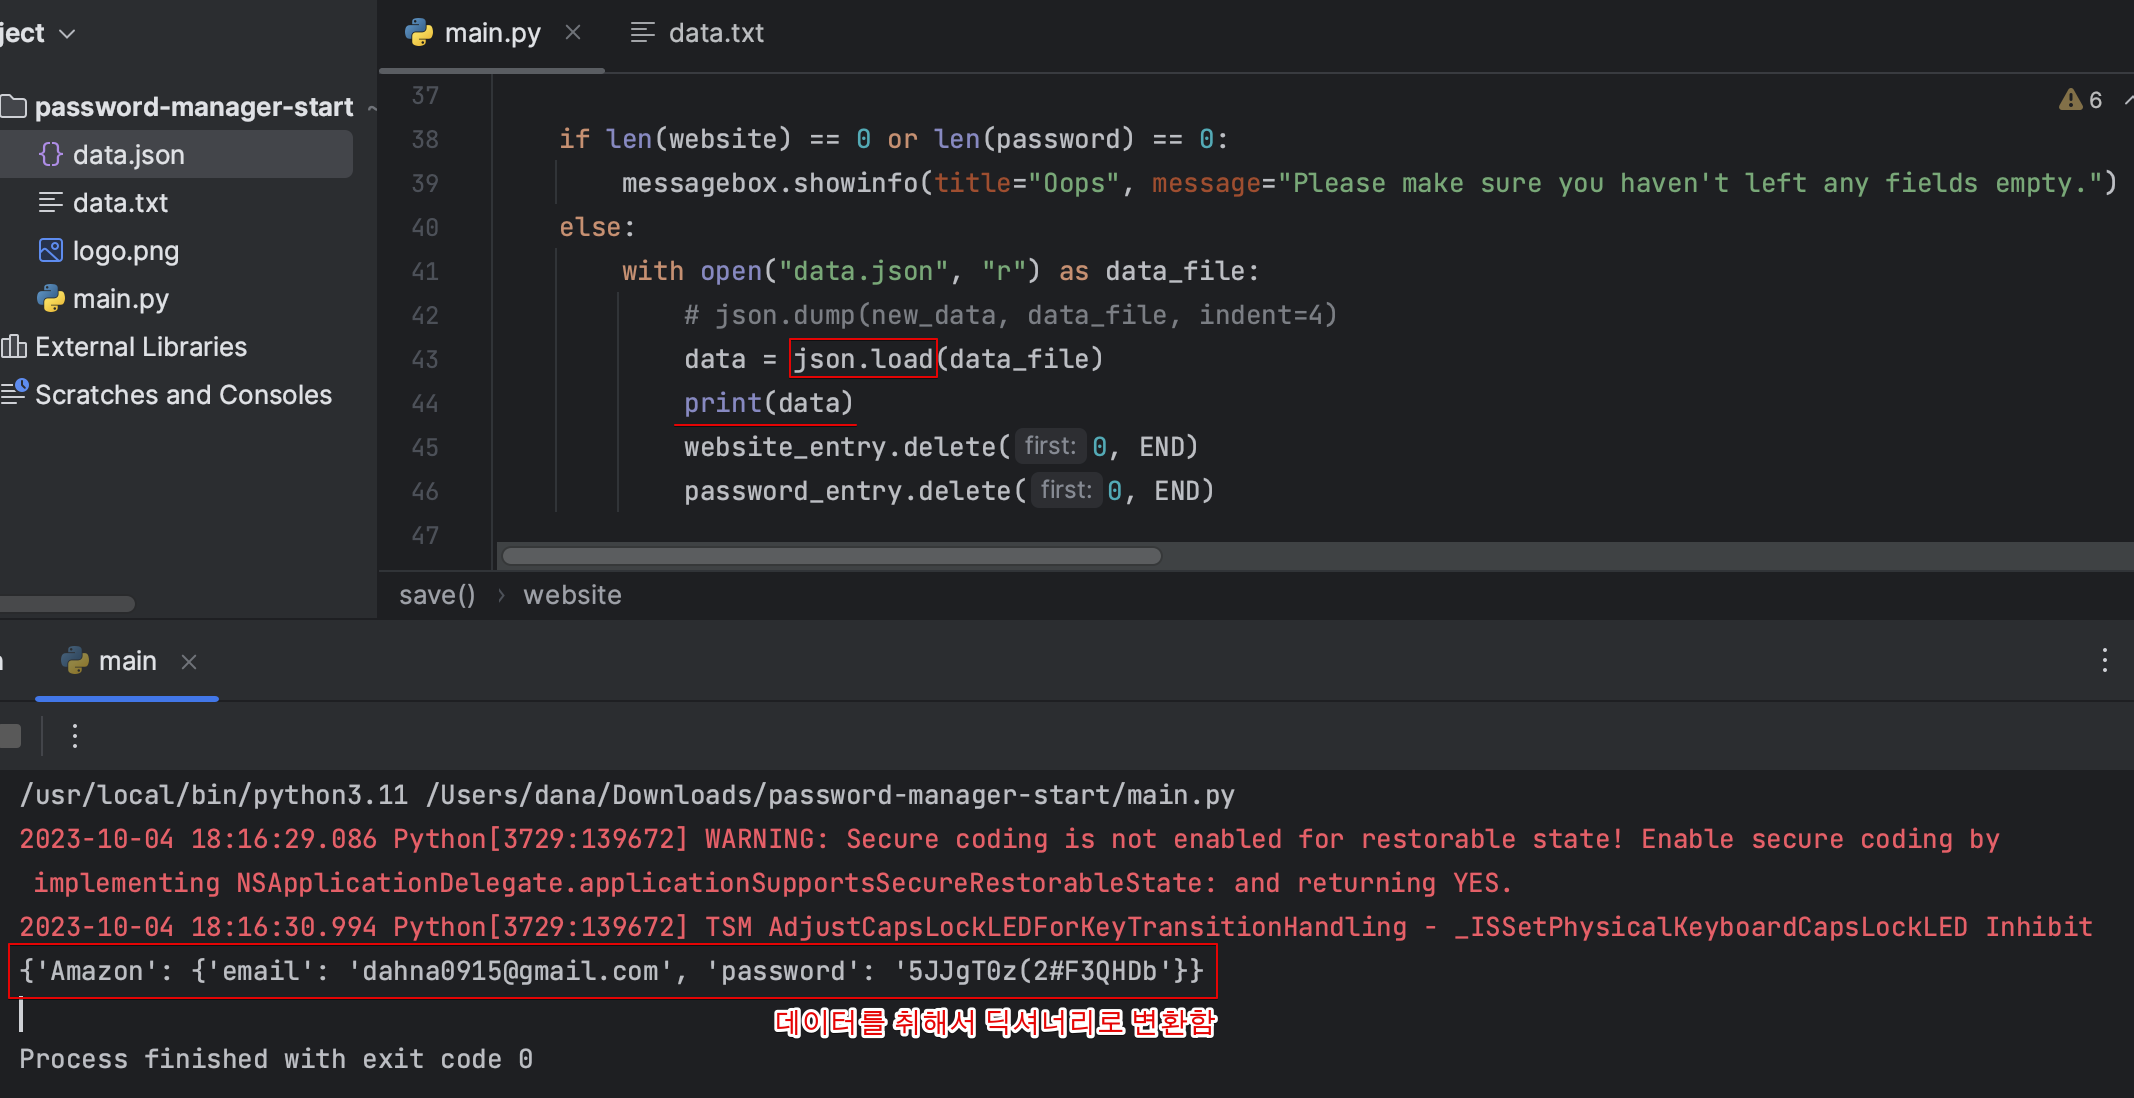 ject
password-manager-start
data.json
data.txt
logo.png
main.py
External Libraries
Scratches and Consoles
main.py
data.txt
6
37
38 if len(website) == 0 or len(password) == 0:
39 messagebox.showinfo(title="Oops", message="Please make sure you haven't left any fields empty.")
40 else:
41 with open("data.json", "r") as data_file:
42 # json.dump(new_data, data_file, indent=4)
43 data = json.load(data_file)
44 print(data)
45 website_entry.delete( first: 0, END)
46 password_entry.delete( first: 0, END)
47
save() › website
main
/usr/local/bin/python3.11 /Users/dana/Downloads/password-manager-start/main.py
2023-10-04 18:16:29.086 Python[3729:139672] WARNING: Secure coding is not enabled for restorable state! Enable secure coding by
implementing NSApplicationDelegate.applicationSupportsSecureRestorableState: and returning YES.
2023-10-04 18:16:30.994 Python[3729:139672] TSM AdjustCapsLockLEDForKeyTransitionHandling - _ISSetPhysicalKeyboardCapsLockLED Inhibit
{'Amazon': {'email': 'dahna0915@gmail.com', 'password': '5JJgT0z(2#F3QHDb'}}
데이터를 취해서 딕셔너리로 변환함
Process finished with exit code 0